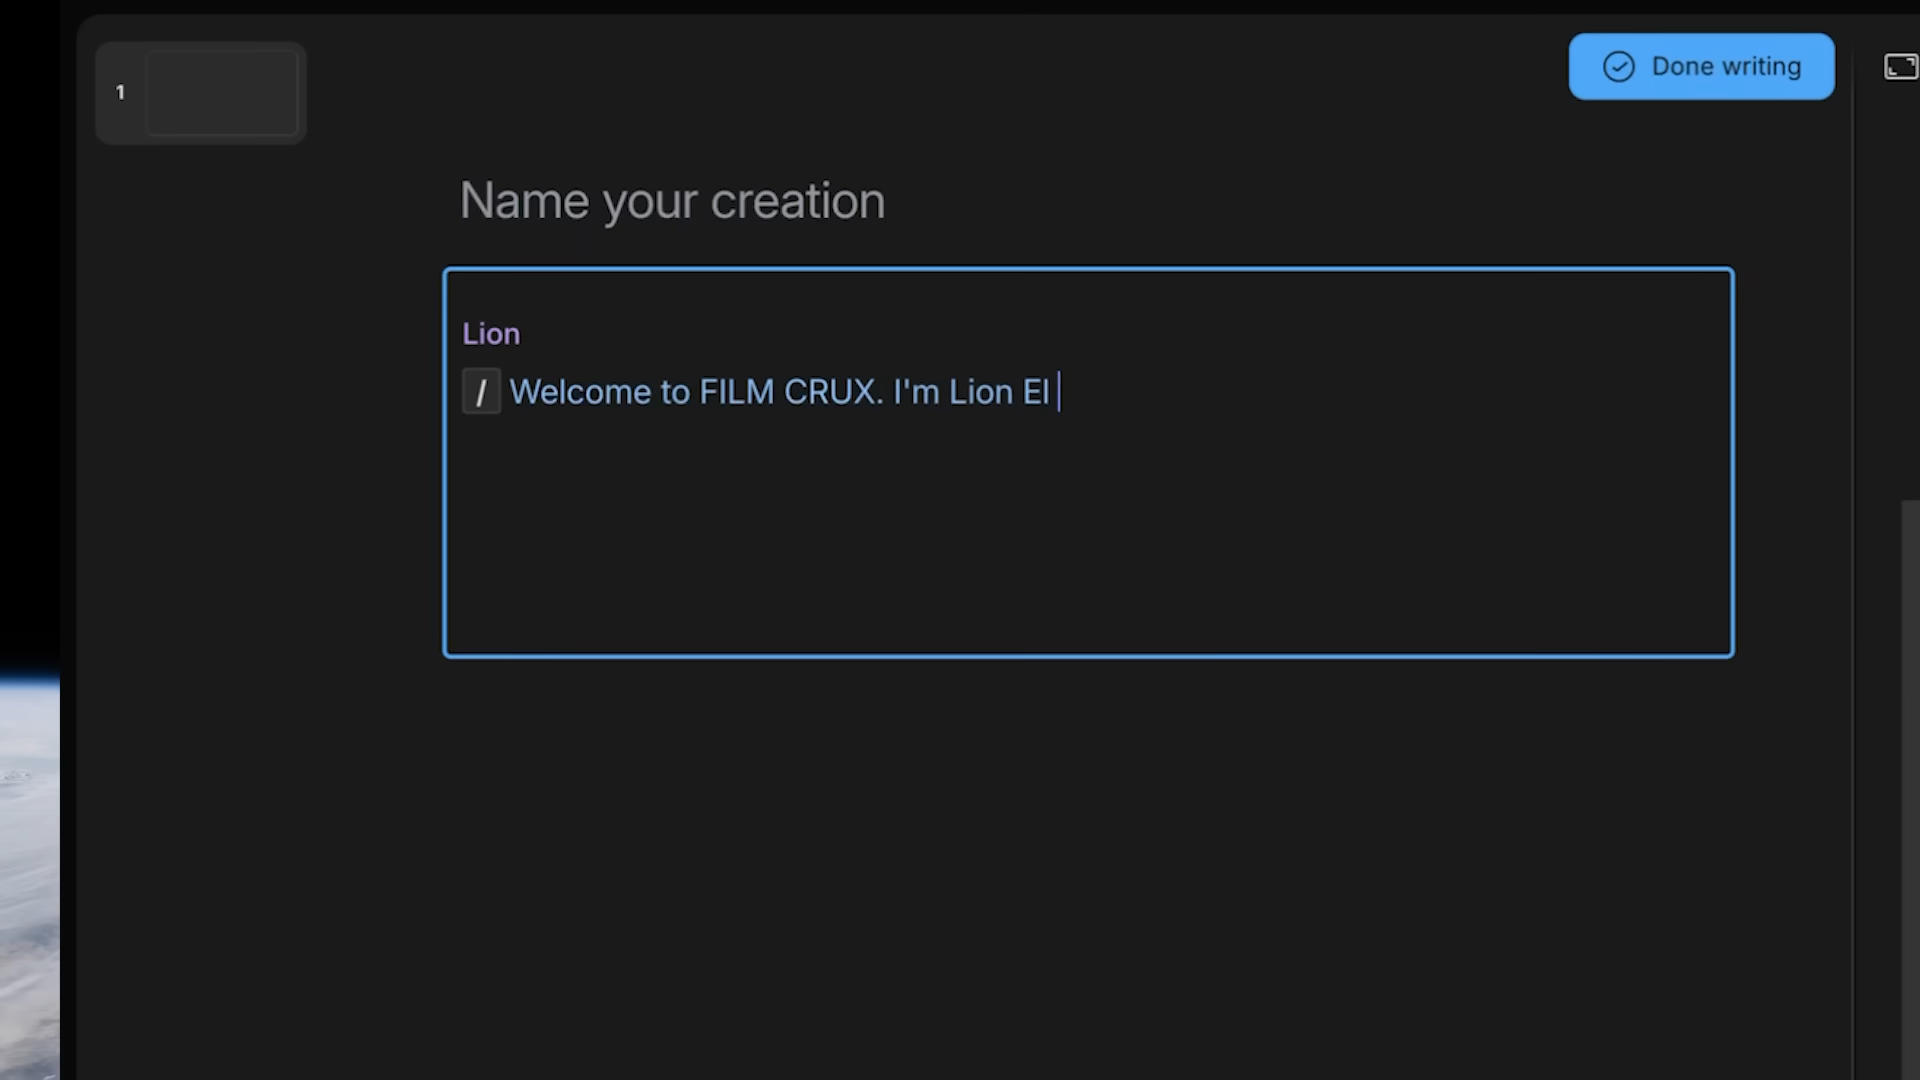 1
Done writing
Name your creation
Lion
/ Welcome to FILM CRUX. I'm Lion El